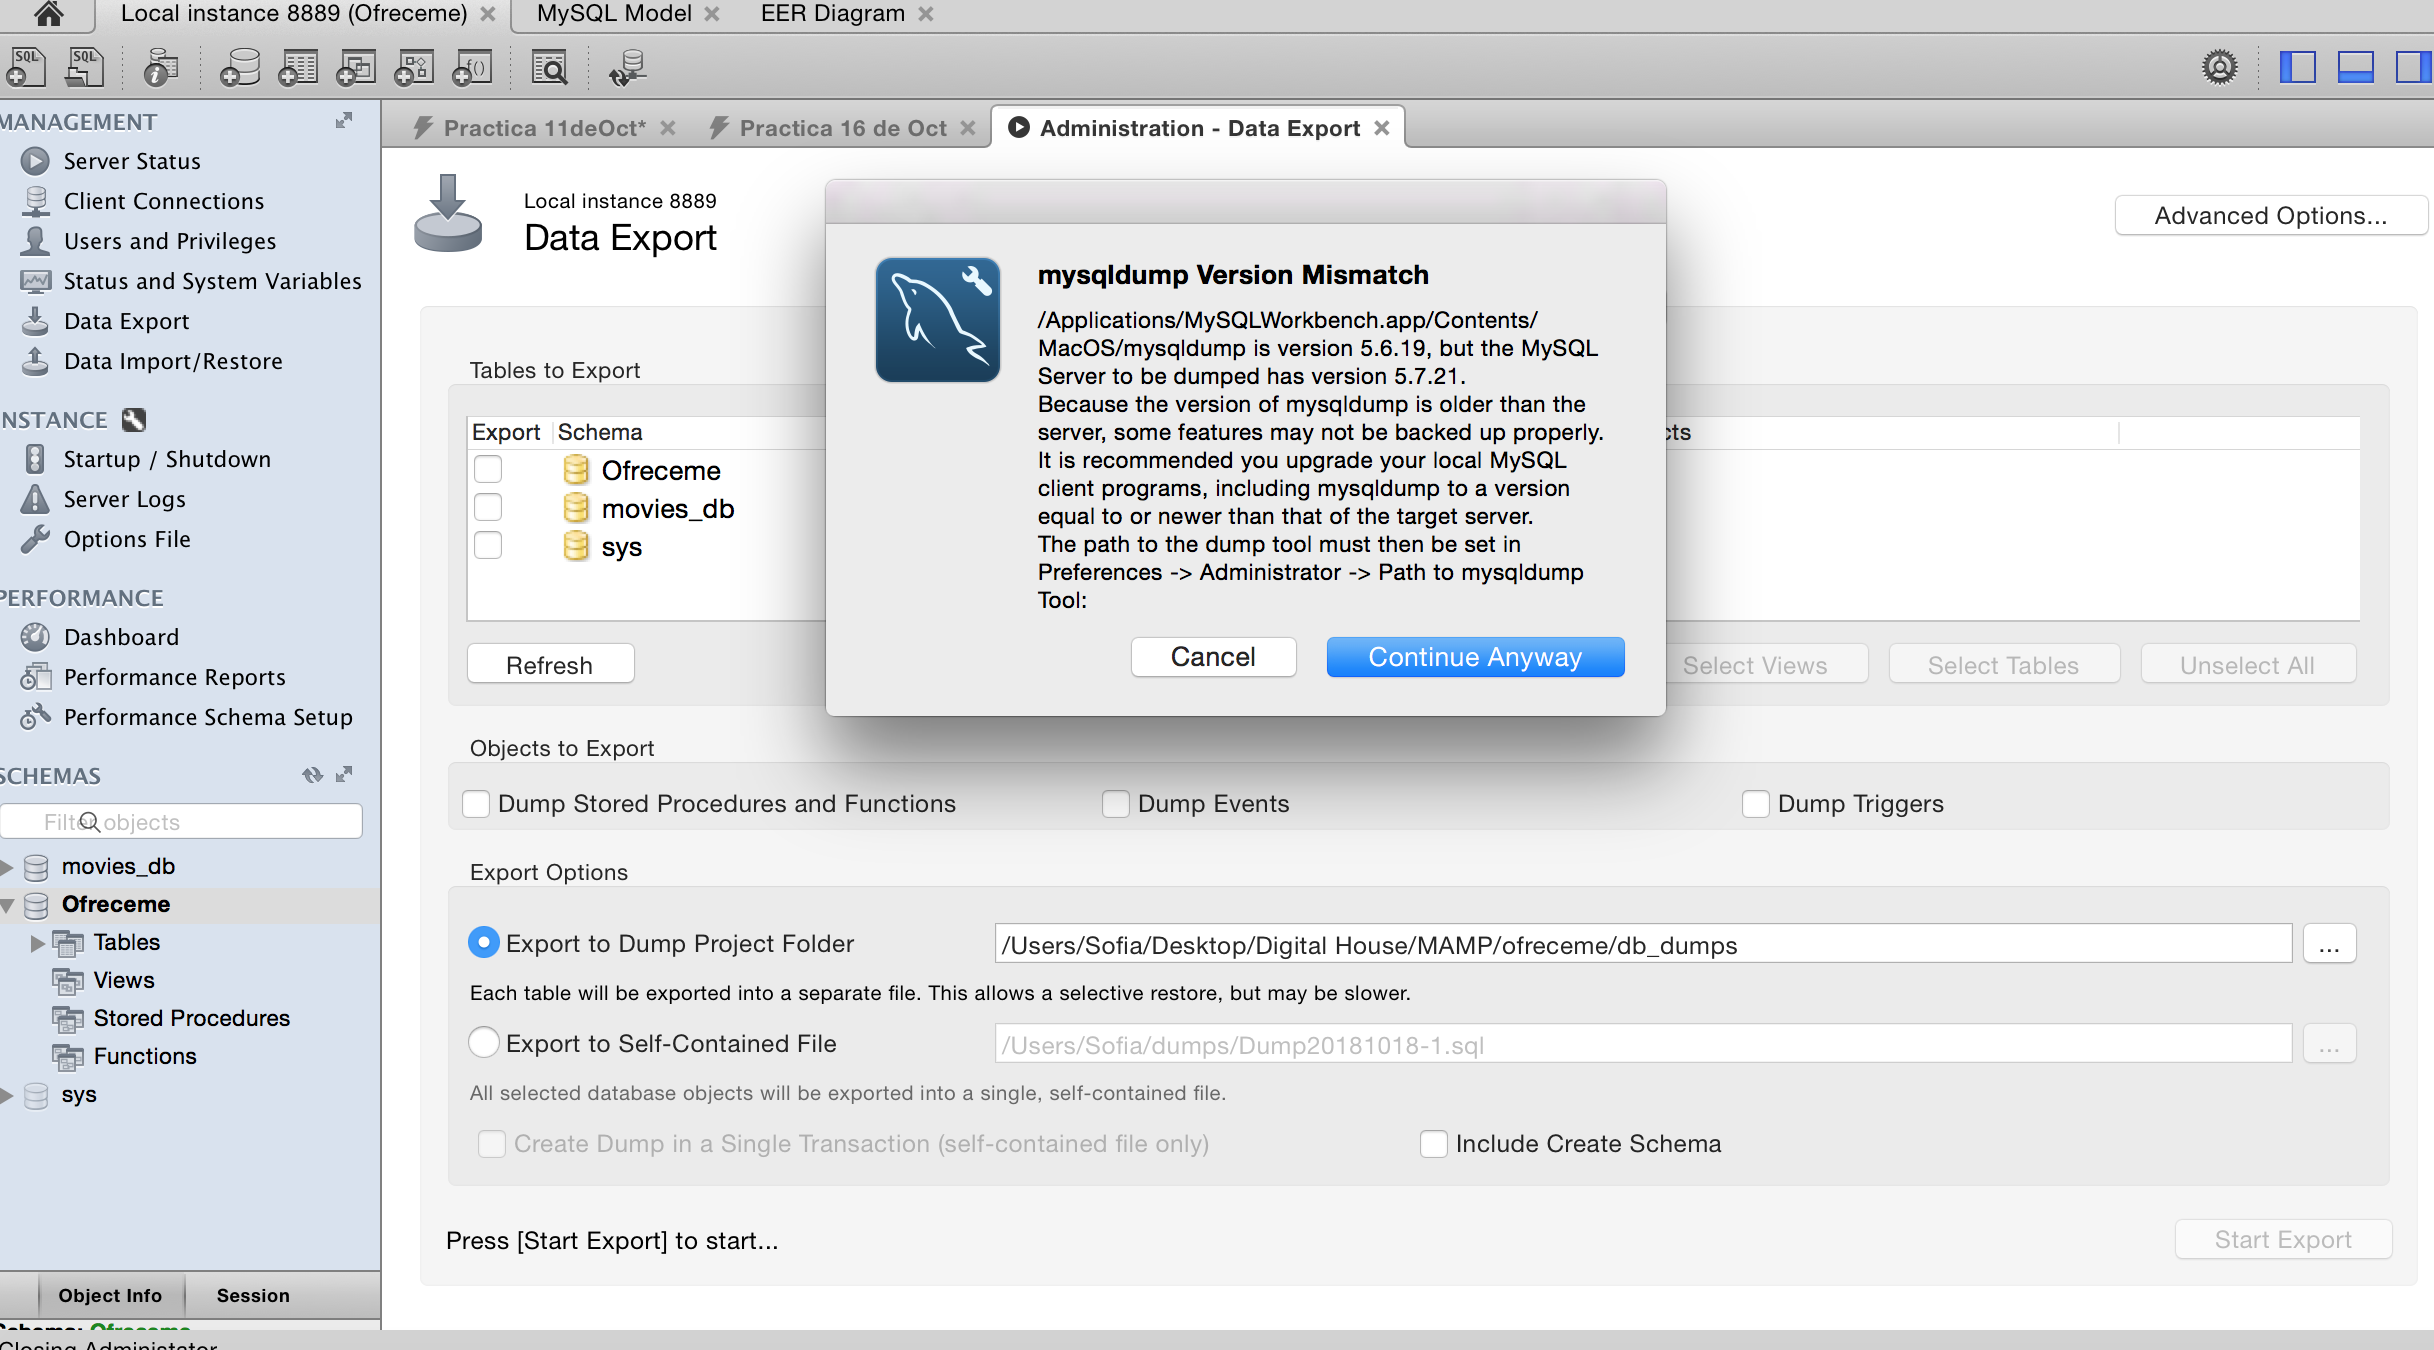 Local instance 8889 (Ofreceme)
MySQL Model
EER Diagram
SQL
SQL
f()
MANAGEMENT
Server Status
Client Connections
Users and Privileges
Status and System Variables
Data Export
Data Import/Restore
NSTANCE
Startup / Shutdown
Server Logs
Options File
PERFORMANCE
Dashboard
Performance Reports
Performance Schema Setup
SCHEMAS
Filter objects
movies_db
Ofreceme
Tables
Views
Stored Procedures
Functions
sys
Object Info
Session
Schema: Ofreceme
Closing Administator
Practica 11deOct*
Practica 16 de Oct
Administration - Data Export
Local instance 8889
Data Export
Advanced Options...
Tables to Export
Export
Schema
Ofreceme
movies_db
sys
cts
Refresh
Select Views
Select Tables
Unselect All
mysqldump Version Mismatch
/Applications/MySQLWorkbench.app/Contents/
MacOS/mysqldump is version 5.6.19, but the MySQL
Server to be dumped has version 5.7.21.
Because the version of mysqldump is older than the
server, some features may not be backed up properly.
It is recommended you upgrade your local MySQL
client programs, including mysqldump to a version
equal to or newer than that of the target server.
The path to the dump tool must then be set in
Preferences -> Administrator -> Path to mysqldump
Tool:
Cancel
Continue Anyway
Objects to Export
Dump Stored Procedures and Functions
Dump Events
Dump Triggers
Export Options
Export to Dump Project Folder
/Users/Sofia/Desktop/Digital House/MAMP/ofreceme/db_dumps
...
Each table will be exported into a separate file. This allows a selective restore, but may be slower.
Export to Self-Contained File
/Users/Sofia/dumps/Dump20181018-1.sql
...
All selected database objects will be exported into a single, self-contained file.
Create Dump in a Single Transaction (self-contained file only)
Include Create Schema
Press [Start Export] to start...
Start Export